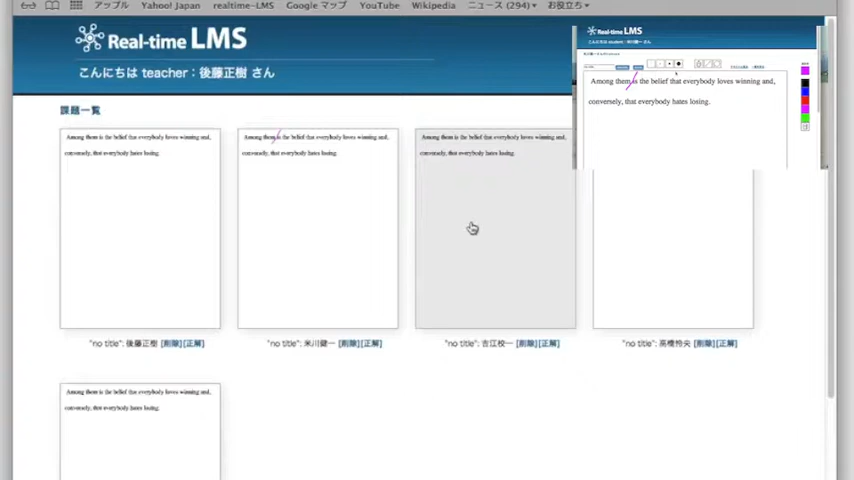 アップル Yahoo! Japan realtime-LMS Google マップ YouTube Wikipedia ニュース (294)▾ お役立ち▾
Real-time LMS
こんにちは teacher：後藤正樹 さん
課題一覧
Among them is the belief that everybody loves winning and,
conversely, that everybody hates losing.
Among them is the belief that everybody loves winning and,
conversely, that everybody hates losing.
Among them is the belief that everybody loves winning and,
conversely, that everybody hates losing.
"no title": 後藤正樹 [削除][正解]
"no title": 米川健一 [削除][正解]
"no title": 古江校一 [削除][正解]
"no title": 高橋怜央 [削除][正解]
Among them is the belief that everybody loves winning and,
conversely, that everybody hates losing.
Real-time LMS
Among them is the belief that everybody loves winning and,
conversely, that everybody hates losing.